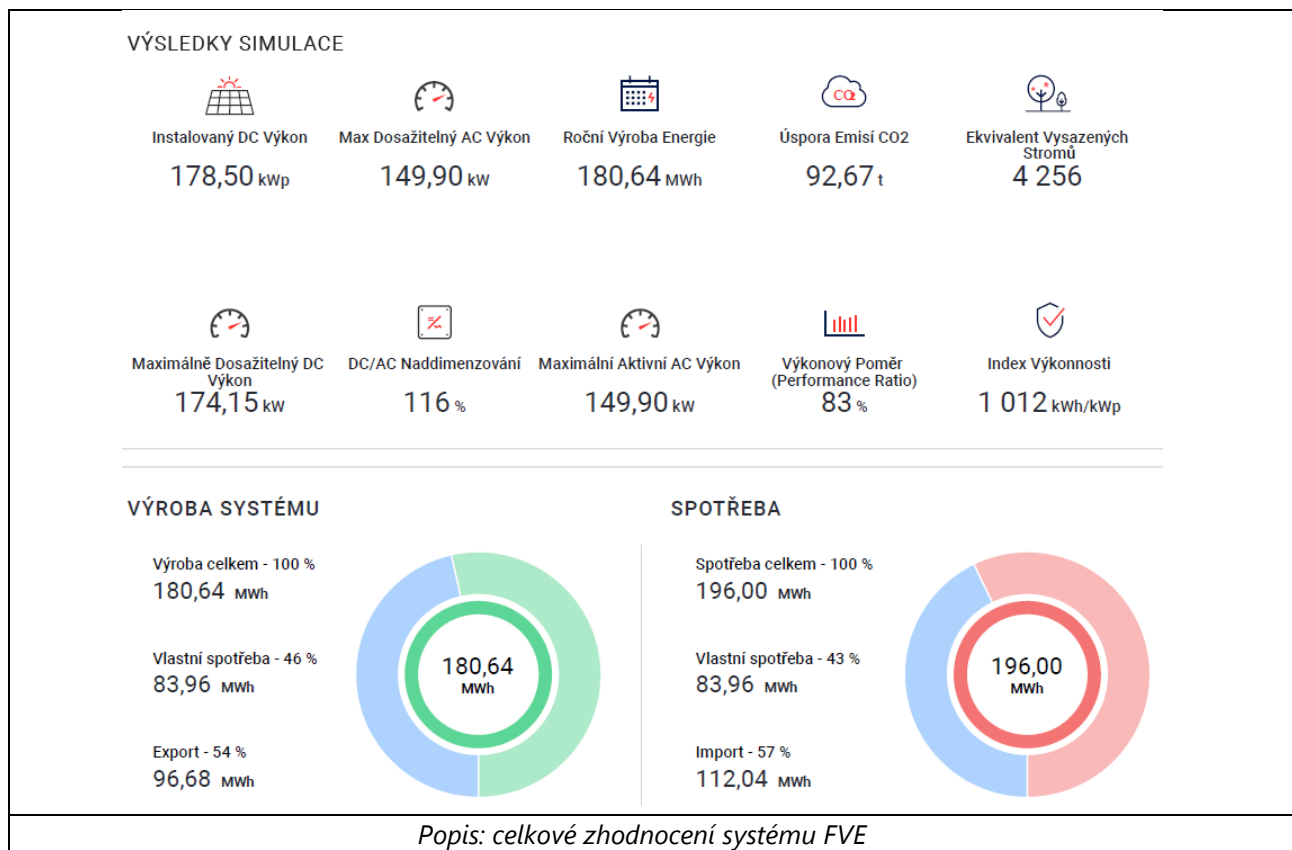 VÝSLEDKY SIMULACE
CO2
Instalovaný DC Výkon
178,50 kWp
Max Dosažitelný AC Výkon
149,90 kW
Roční Výroba Energie
180,64 MWh
Úspora Emisí CO2
92,67 t
Ekvivalent Vysazených
Stromů
4 256
Maximálně Dosažitelný DC
Výkon
174,15 kW
DC/AC Naddimenzování
116 %
Maximální Aktivní AC Výkon
149,90 kW
Výkonový Poměr
(Performance Ratio)
83 %
Index Výkonnosti
1 012 kWh/kWp
VÝROBA SYSTÉMU
Výroba celkem - 100 %
180,64 MWh
Vlastní spotřeba - 46 %
83,96 MWh
Export - 54 %
96,68 MWh
180,64
MWh
SPOTŘEBA
Spotřeba celkem - 100 %
196,00 MWh
Vlastní spotřeba - 43 %
83,96 MWh
Import - 57 %
112,04 MWh
196,00
MWh
Popis: celkové zhodnocení systému FVE